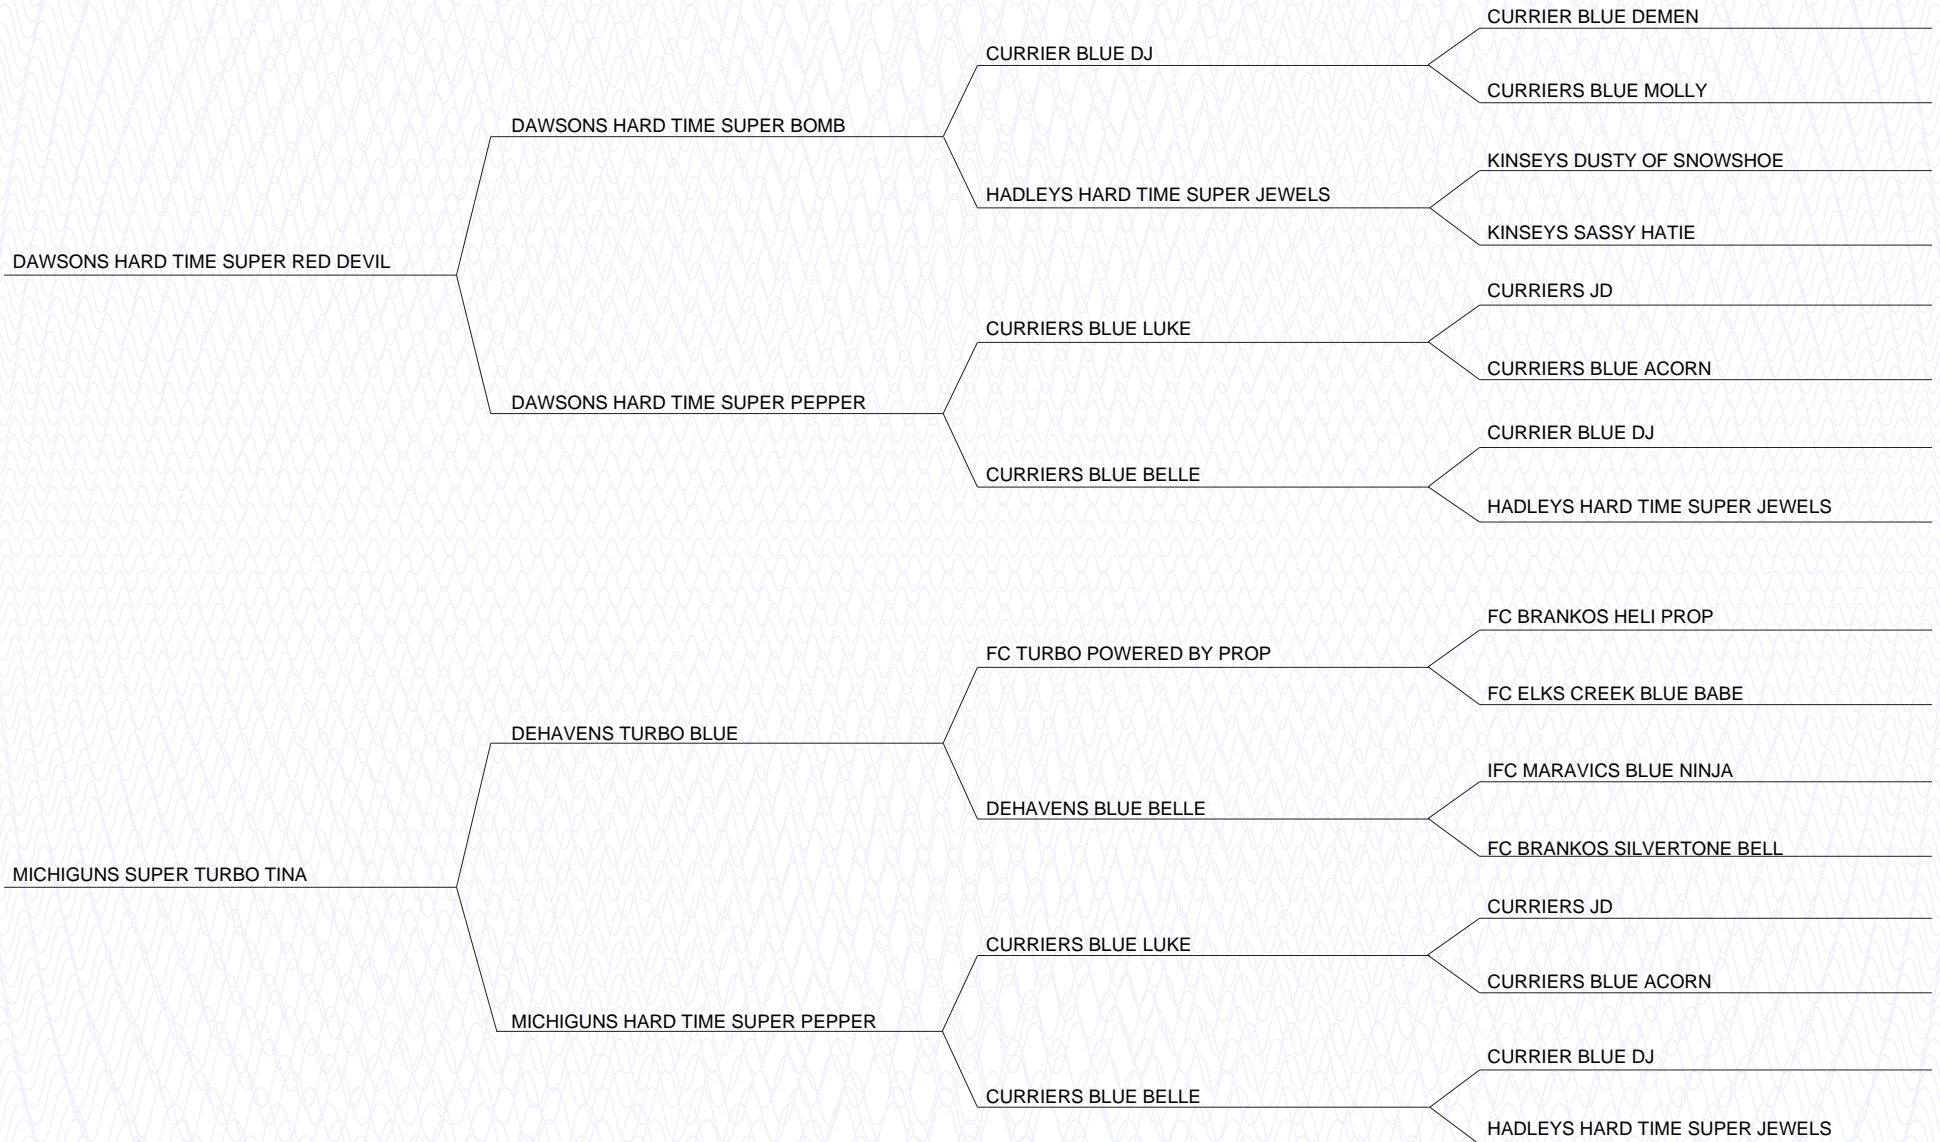 CURRIER BLUE DEMEN
CURRIER BLUE DJ
CURRIERS BLUE MOLLY
DAWSONS HARD TIME SUPER BOMB
KINSEYS DUSTY OF SNOWSHOE
HADLEYS HARD TIME SUPER JEWELS
KINSEYS SASSY HATIE
DAWSONS HARD TIME SUPER RED DEVIL
CURRIERS JD
CURRIERS BLUE LUKE
CURRIERS BLUE ACORN
DAWSONS HARD TIME SUPER PEPPER
CURRIER BLUE DJ
CURRIERS BLUE BELLE
HADLEYS HARD TIME SUPER JEWELS
FC BRANKOS HELI PROP
FC TURBO POWERED BY PROP
FC ELKS CREEK BLUE BABE
DEHAVENS TURBO BLUE
IFC MARAVICS BLUE NINJA
DEHAVENS BLUE BELLE
FC BRANKOS SILVERTONE BELL
MICHIGUNS SUPER TURBO TINA
CURRIERS JD
CURRIERS BLUE LUKE
CURRIERS BLUE ACORN
MICHIGUNS HARD TIME SUPER PEPPER
CURRIER BLUE DJ
CURRIERS BLUE BELLE
HADLEYS HARD TIME SUPER JEWELS